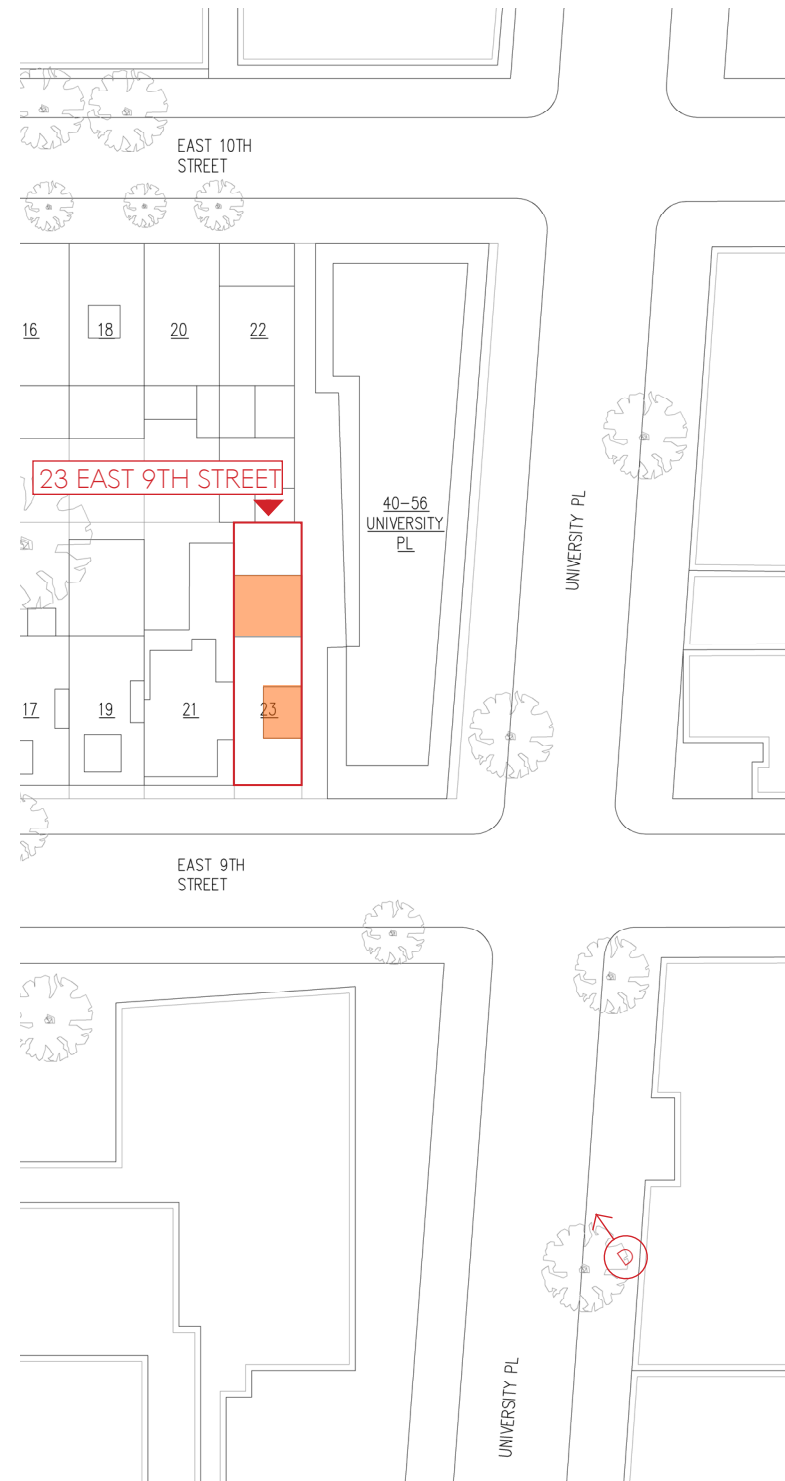 EAST 10TH
STREET
16
18
20
22
23 EAST 9TH STREET
40-56
UNIVERSITY
PL
UNIVERSITY PL
17
19
21
23
EAST 9TH
STREET
D
UNIVERSITY PL